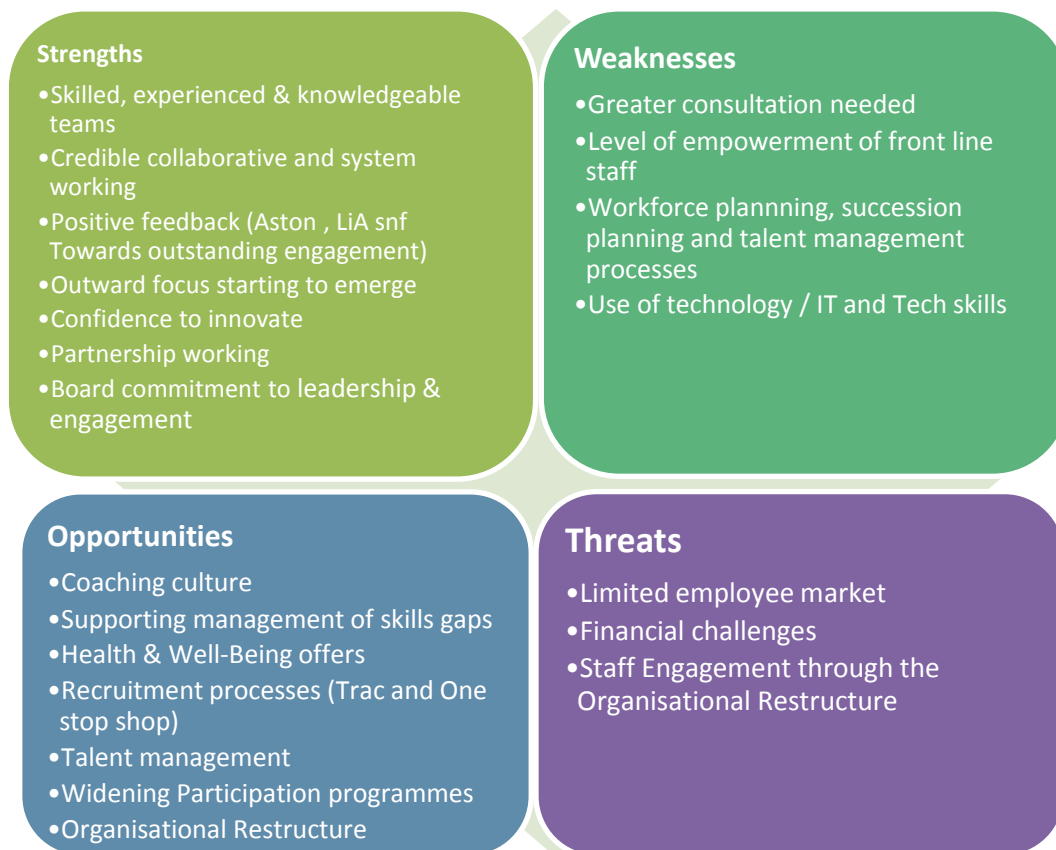 Strengths
•Skilled, experienced & knowledgeable
teams
•Credible collaborative and system
working
•Positive feedback (Aston , LiA snf
Towards outstanding engagement)
•Outward focus starting to emerge
•Confidence to innovate
•Partnership working
•Board commitment to leadership &
engagement
Weaknesses
•Greater consultation needed
•Level of empowerment of front line
staff
•Workforce plannning, succession
planning and talent management
processes
•Use of technology / IT and Tech skills
Opportunities
•Coaching culture
•Supporting management of skills gaps
•Health & Well-Being offers
•Recruitment processes (Trac and One
stop shop)
•Talent management
•Widening Participation programmes
•Organisational Restructure
Threats
•Limited employee market
•Financial challenges
•Staff Engagement through the
Organisational Restructure